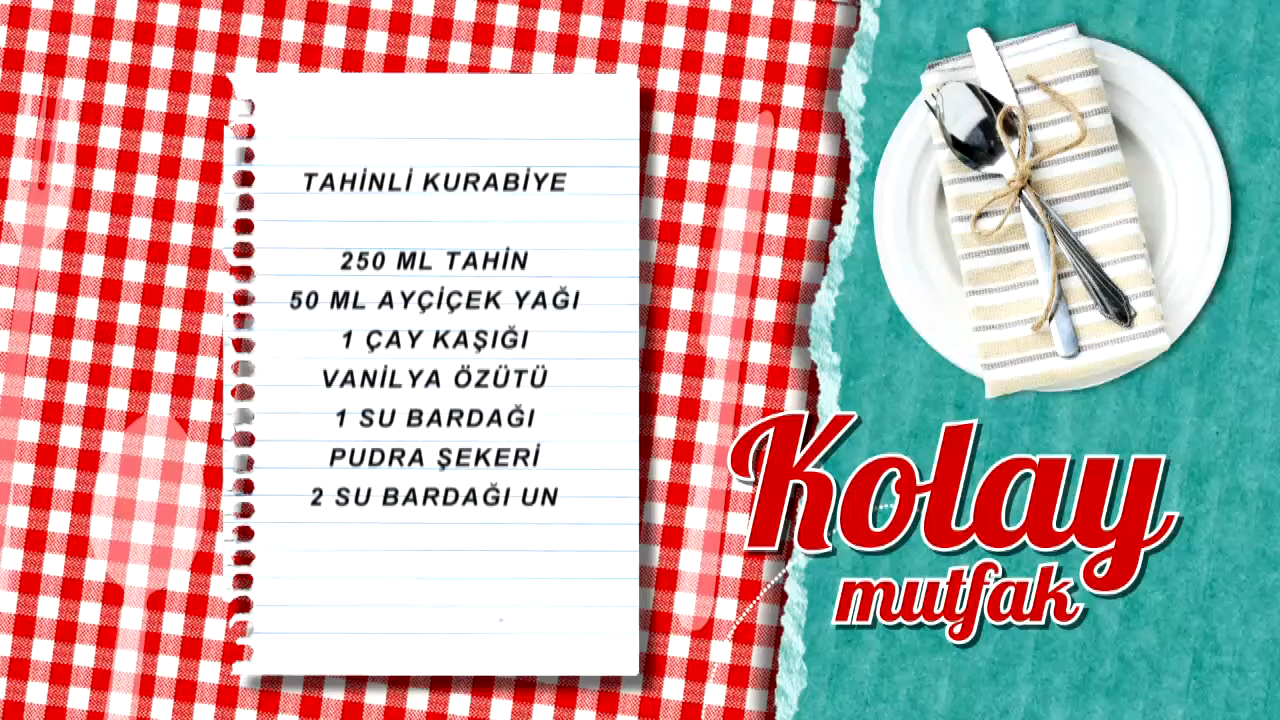 TAHİNLİ KURABİYE
250 ML TAHİN
50 ML AYÇİÇEK YAĞI
1 ÇAY KAŞIĞI
VANİLYA ÖZÜTÜ
1 SU BARDAĞI
PUDRA ŞEKERİ
2 SU BARDAĞI UN
Kolay
mutfak